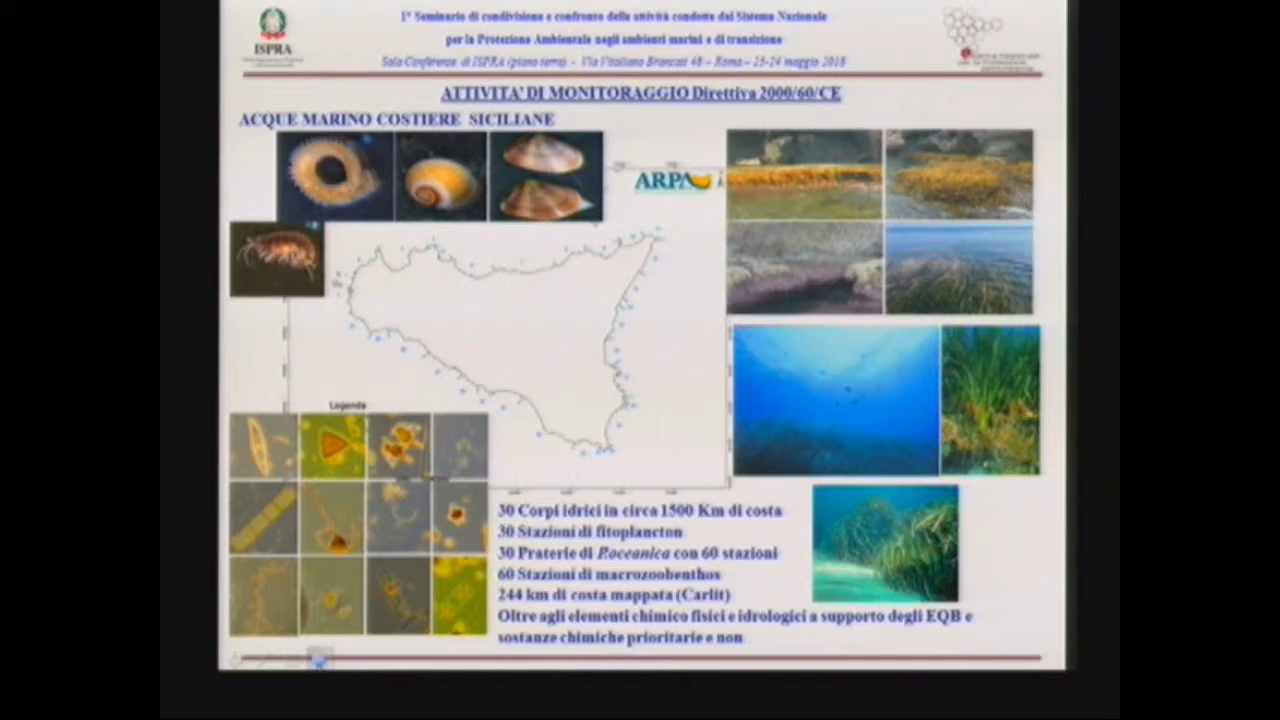 1° Seminario di condivisione e confronto delle attività condotte dal Sistema Nazionale
per la Protezione Ambientale negli ambienti marini e di transizione
Sala Conferenze di ISPRA (piano terra) - Via Vitaliano Brancati 48 – Roma – 23-24 maggio 2018
ISPRA
ATTIVITA' DI MONITORAGGIO Direttiva 2000/60/CE
ACQUE MARINO COSTIERE SICILIANE
ARPA
Legenda
30 Corpi idrici in circa 1500 Km di costa
30 Stazioni di fitoplancton
30 Praterie di P.oceanica con 60 stazioni
60 Stazioni di macrozoobenthos
244 km di costa mappata (Carlit)
Oltre agli elementi chimico fisici e idrologici a supporto degli EQB e
sostanze chimiche prioritarie e non